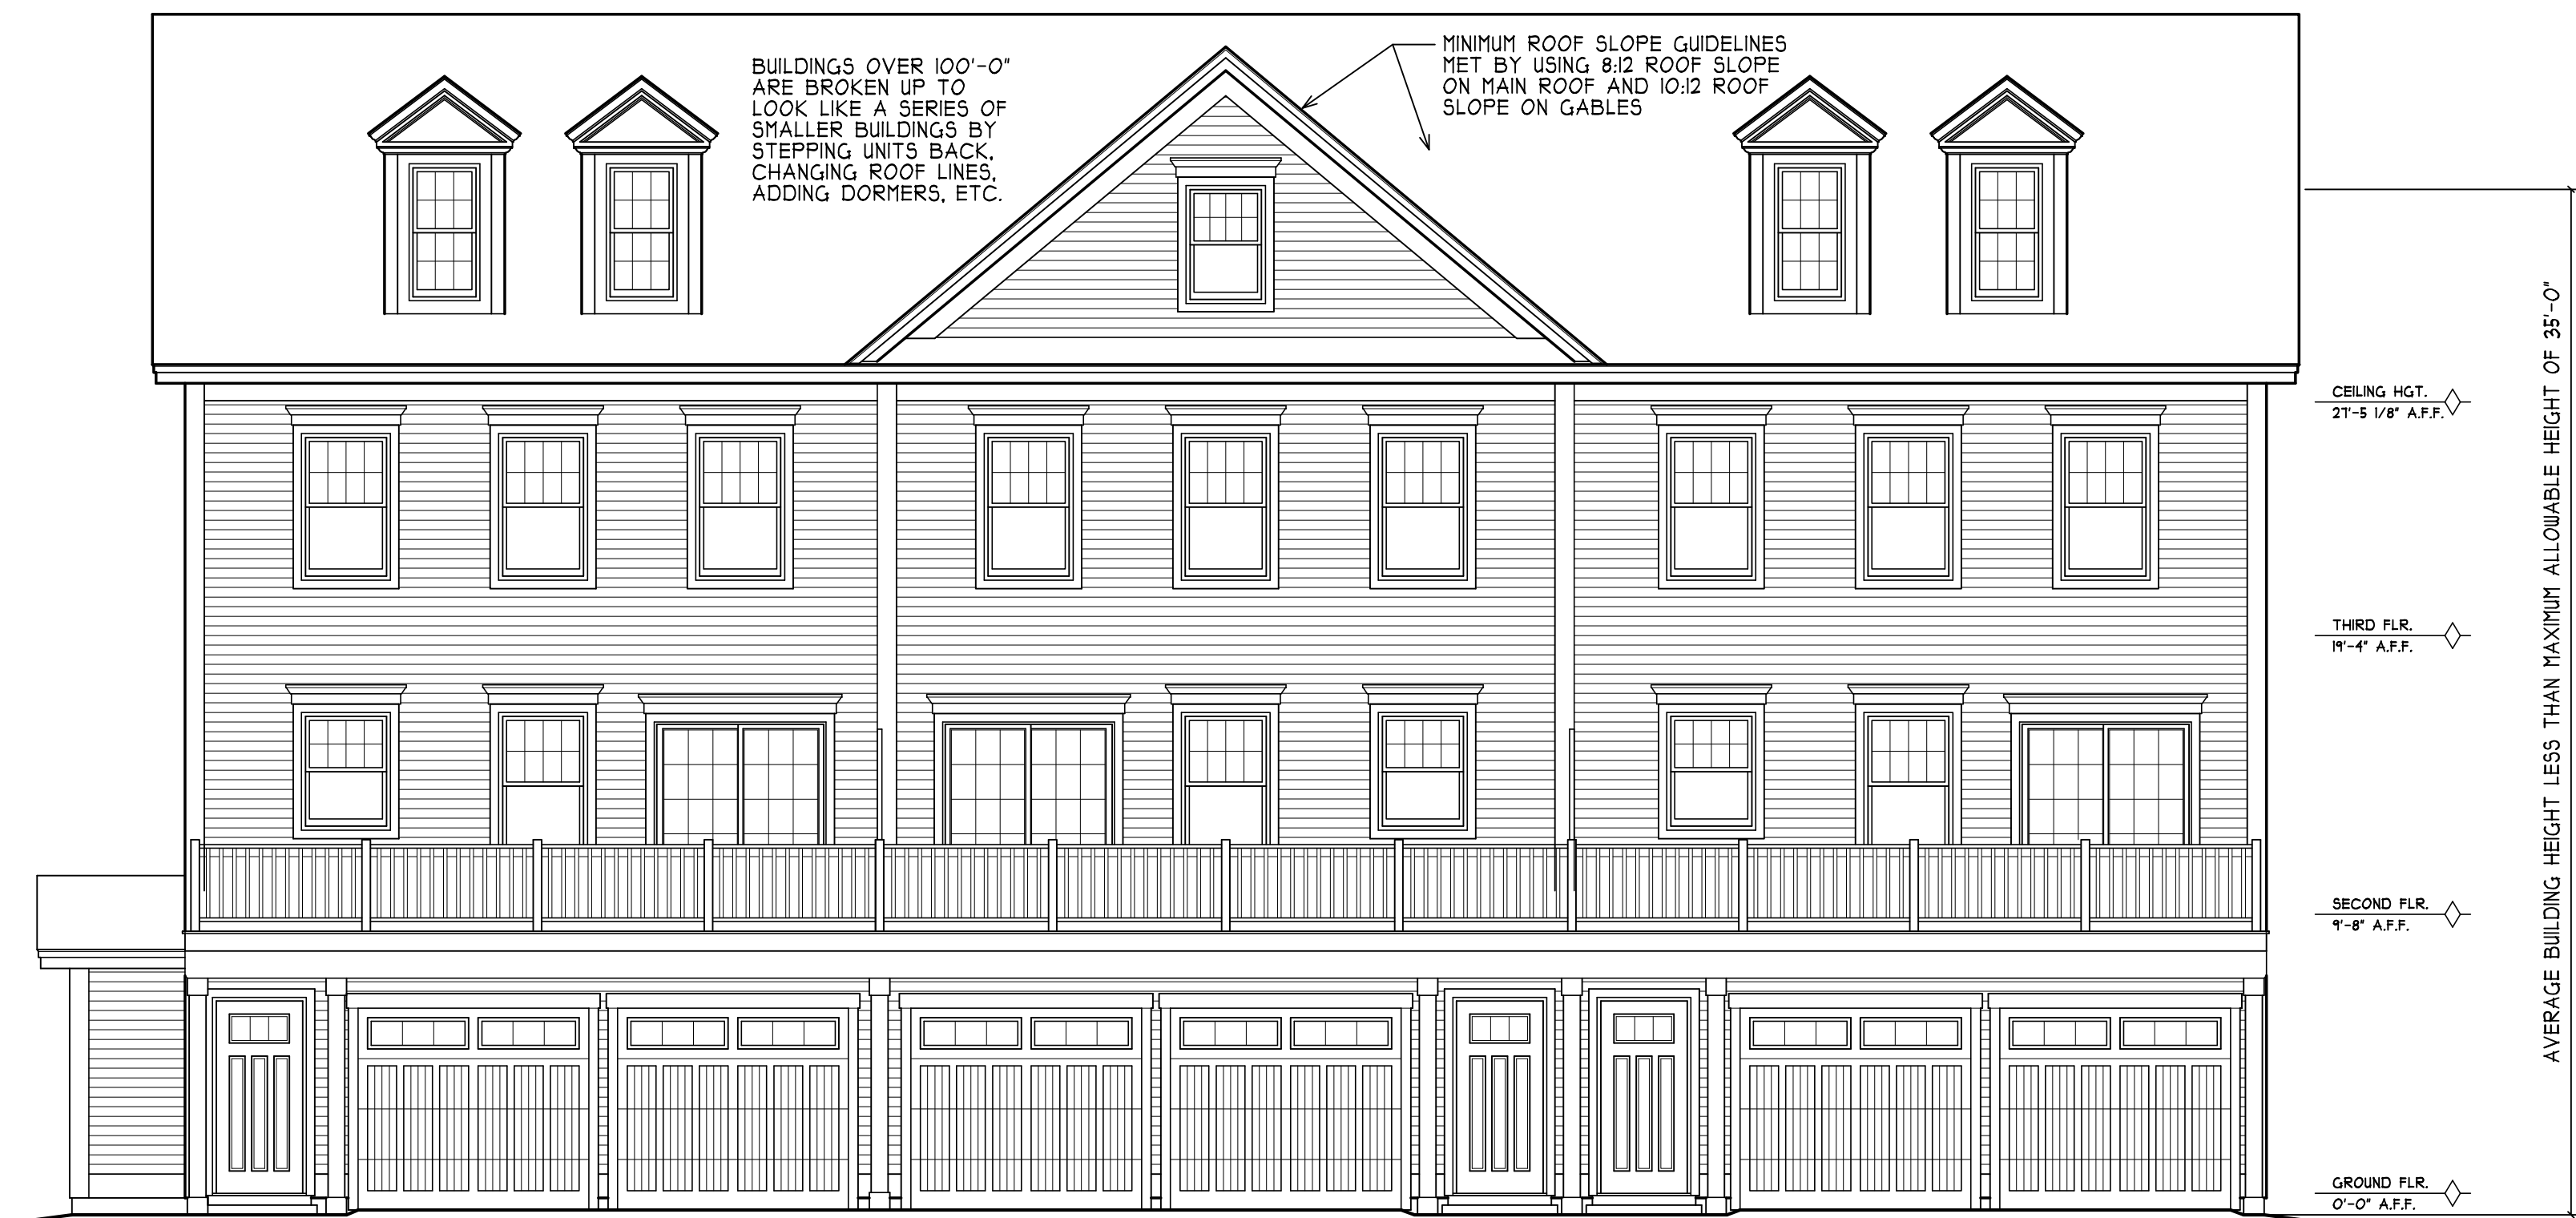 BUILDINGS OVER 100'-0"
ARE BROKEN UP TO
LOOK LIKE A SERIES OF
SMALLER BUILDINGS BY
STEPPING UNITS BACK,
CHANGING ROOF LINES,
ADDING DORMERS, ETC.
MINIMUM ROOF SLOPE GUIDELINES
MET BY USING 8:12 ROOF SLOPE
ON MAIN ROOF AND 10:12 ROOF
SLOPE ON GABLES
CEILING HGT.
27'-5 1/8" A.F.F.
THIRD FLR.
19'-4" A.F.F.
SECOND FLR.
9'-8" A.F.F.
GROUND FLR.
0'-0" A.F.F.
AVERAGE BUILDING HEIGHT LESS THAN MAXIMUM ALLOWABLE HEIGHT OF 35'-0"